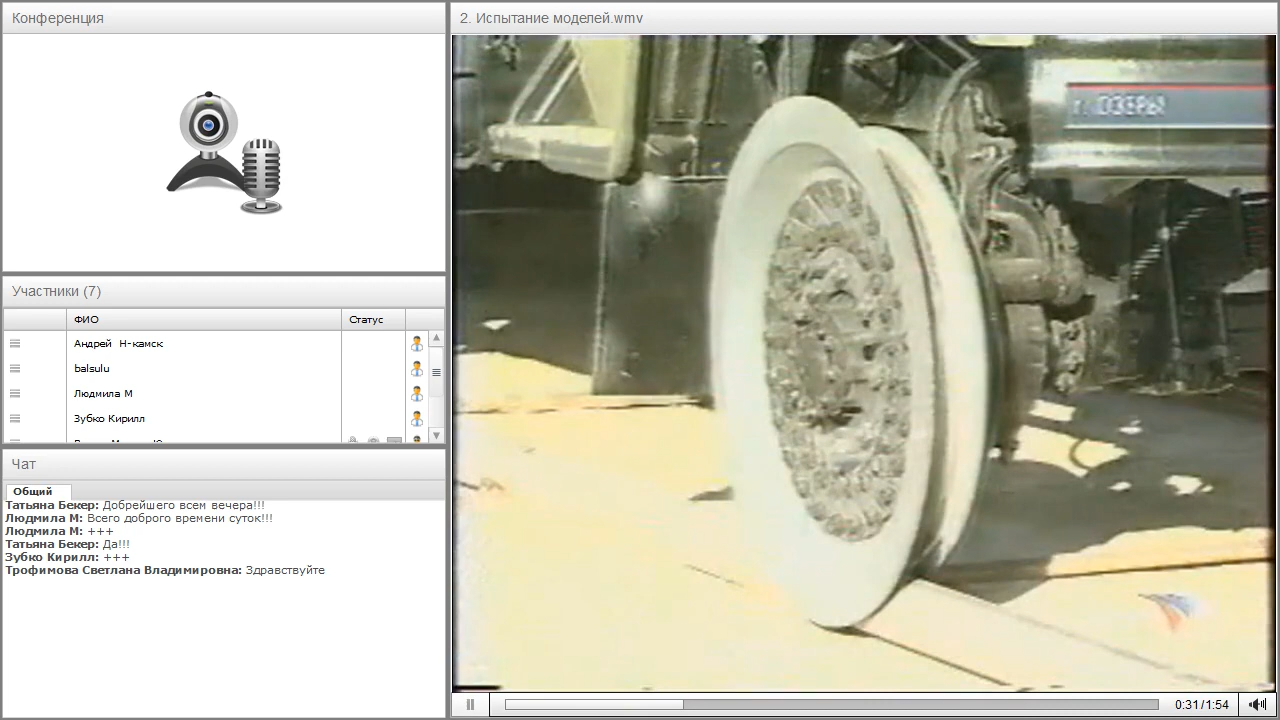 Конференция
2. Испытание моделей.wmv
г. ОЗЕРЫ
Участники (7)
ФИО
Статус
Андрей Н-камск
balsulu
Людмила М
Зубко Кирилл
Чат
Общий
Татьяна Бекер: Добрейшего всем вечера!!!
Людмила М: Всего доброго времени суток!!!
Людмила М: +++
Татьяна Бекер: Да!!!
Зубко Кирилл: +++
Трофимова Светлана Владимировна: Здравствуйте
0:31/1:54